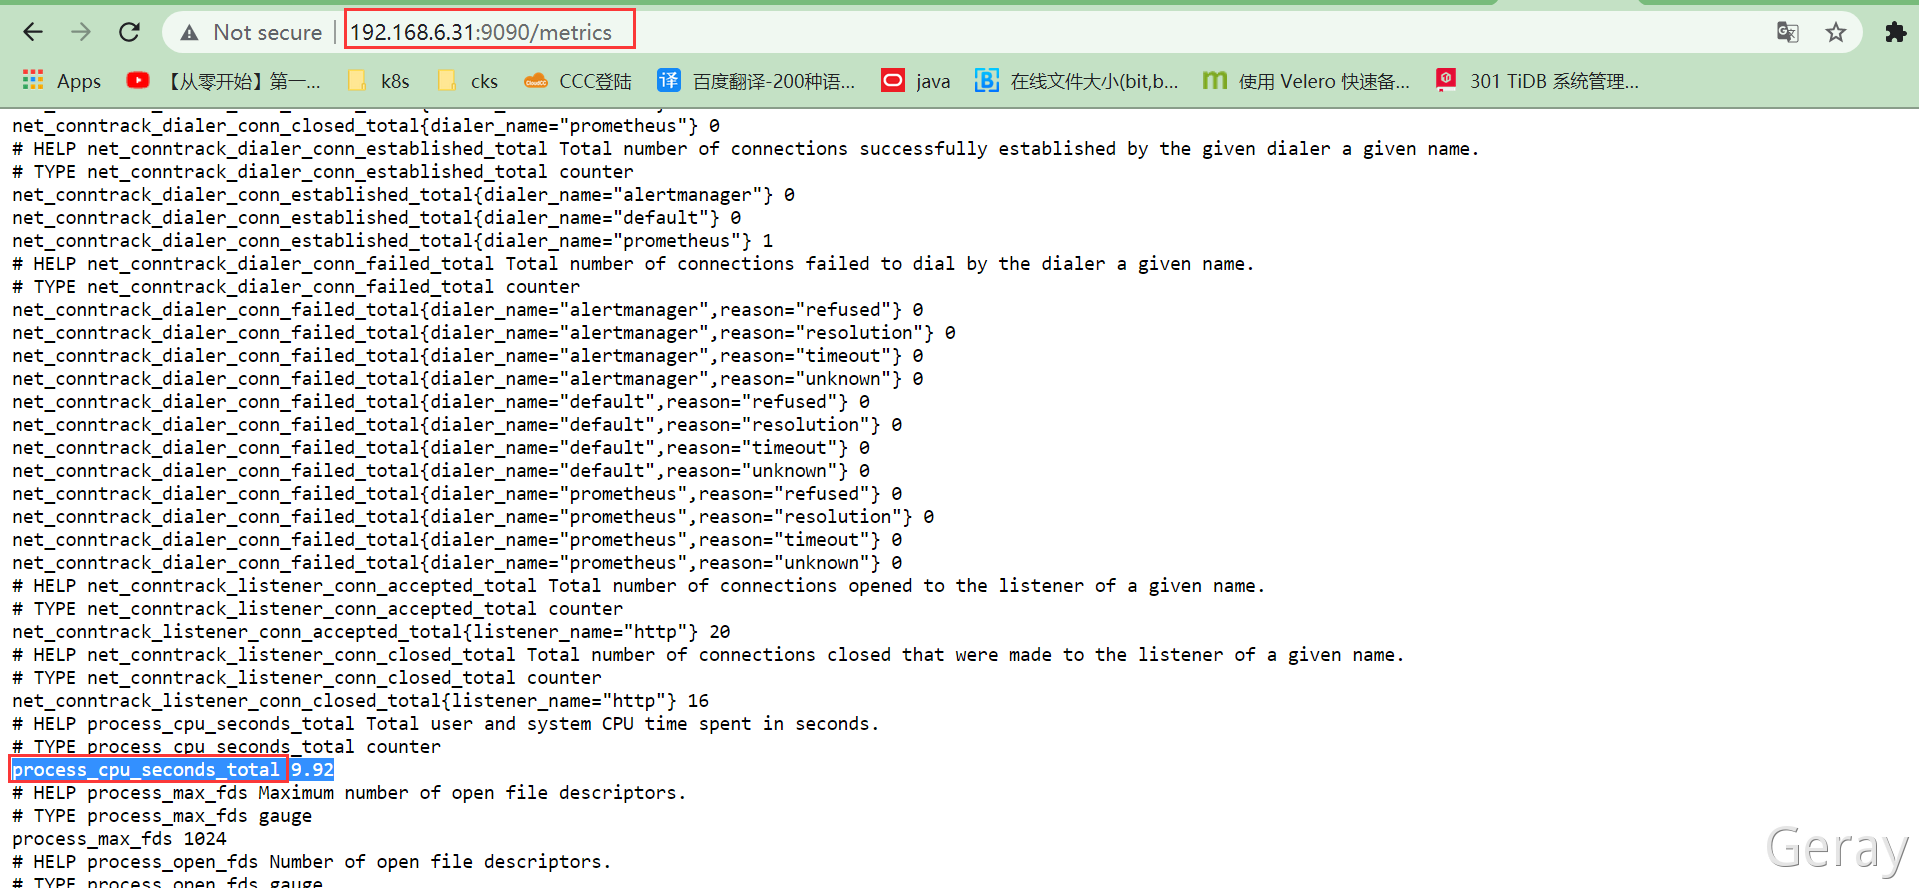 Not secure | 192.168.6.31:9090/metrics
Apps 【从零开始】第一... k8s cks CCC登陆 译 百度翻译-200种语... java 在线文件大小(bit,b... 使用 Velero 快速备... 301 TiDB 系统管理...
net_conntrack_dialer_conn_closed_total{dialer_name="prometheus"} 0
# HELP net_conntrack_dialer_conn_established_total Total number of connections successfully established by the given dialer a given name.
# TYPE net_conntrack_dialer_conn_established_total counter
net_conntrack_dialer_conn_established_total{dialer_name="alertmanager"} 0
net_conntrack_dialer_conn_established_total{dialer_name="default"} 0
net_conntrack_dialer_conn_established_total{dialer_name="prometheus"} 1
# HELP net_conntrack_dialer_conn_failed_total Total number of connections failed to dial by the dialer a given name.
# TYPE net_conntrack_dialer_conn_failed_total counter
net_conntrack_dialer_conn_failed_total{dialer_name="alertmanager",reason="refused"} 0
net_conntrack_dialer_conn_failed_total{dialer_name="alertmanager",reason="resolution"} 0
net_conntrack_dialer_conn_failed_total{dialer_name="alertmanager",reason="timeout"} 0
net_conntrack_dialer_conn_failed_total{dialer_name="alertmanager",reason="unknown"} 0
net_conntrack_dialer_conn_failed_total{dialer_name="default",reason="refused"} 0
net_conntrack_dialer_conn_failed_total{dialer_name="default",reason="resolution"} 0
net_conntrack_dialer_conn_failed_total{dialer_name="default",reason="timeout"} 0
net_conntrack_dialer_conn_failed_total{dialer_name="default",reason="unknown"} 0
net_conntrack_dialer_conn_failed_total{dialer_name="prometheus",reason="refused"} 0
net_conntrack_dialer_conn_failed_total{dialer_name="prometheus",reason="resolution"} 0
net_conntrack_dialer_conn_failed_total{dialer_name="prometheus",reason="timeout"} 0
net_conntrack_dialer_conn_failed_total{dialer_name="prometheus",reason="unknown"} 0
# HELP net_conntrack_listener_conn_accepted_total Total number of connections opened to the listener of a given name.
# TYPE net_conntrack_listener_conn_accepted_total counter
net_conntrack_listener_conn_accepted_total{listener_name="http"} 20
# HELP net_conntrack_listener_conn_closed_total Total number of connections closed that were made to the listener of a given name.
# TYPE net_conntrack_listener_conn_closed_total counter
net_conntrack_listener_conn_closed_total{listener_name="http"} 16
# HELP process_cpu_seconds_total Total user and system CPU time spent in seconds.
# TYPE process_cpu_seconds_total counter
process_cpu_seconds_total 9.92
# HELP process_max_fds Maximum number of open file descriptors.
# TYPE process_max_fds gauge
process_max_fds 1024
# HELP process_open_fds Number of open file descriptors.
# TYPE process_open_fds gauge
Geray